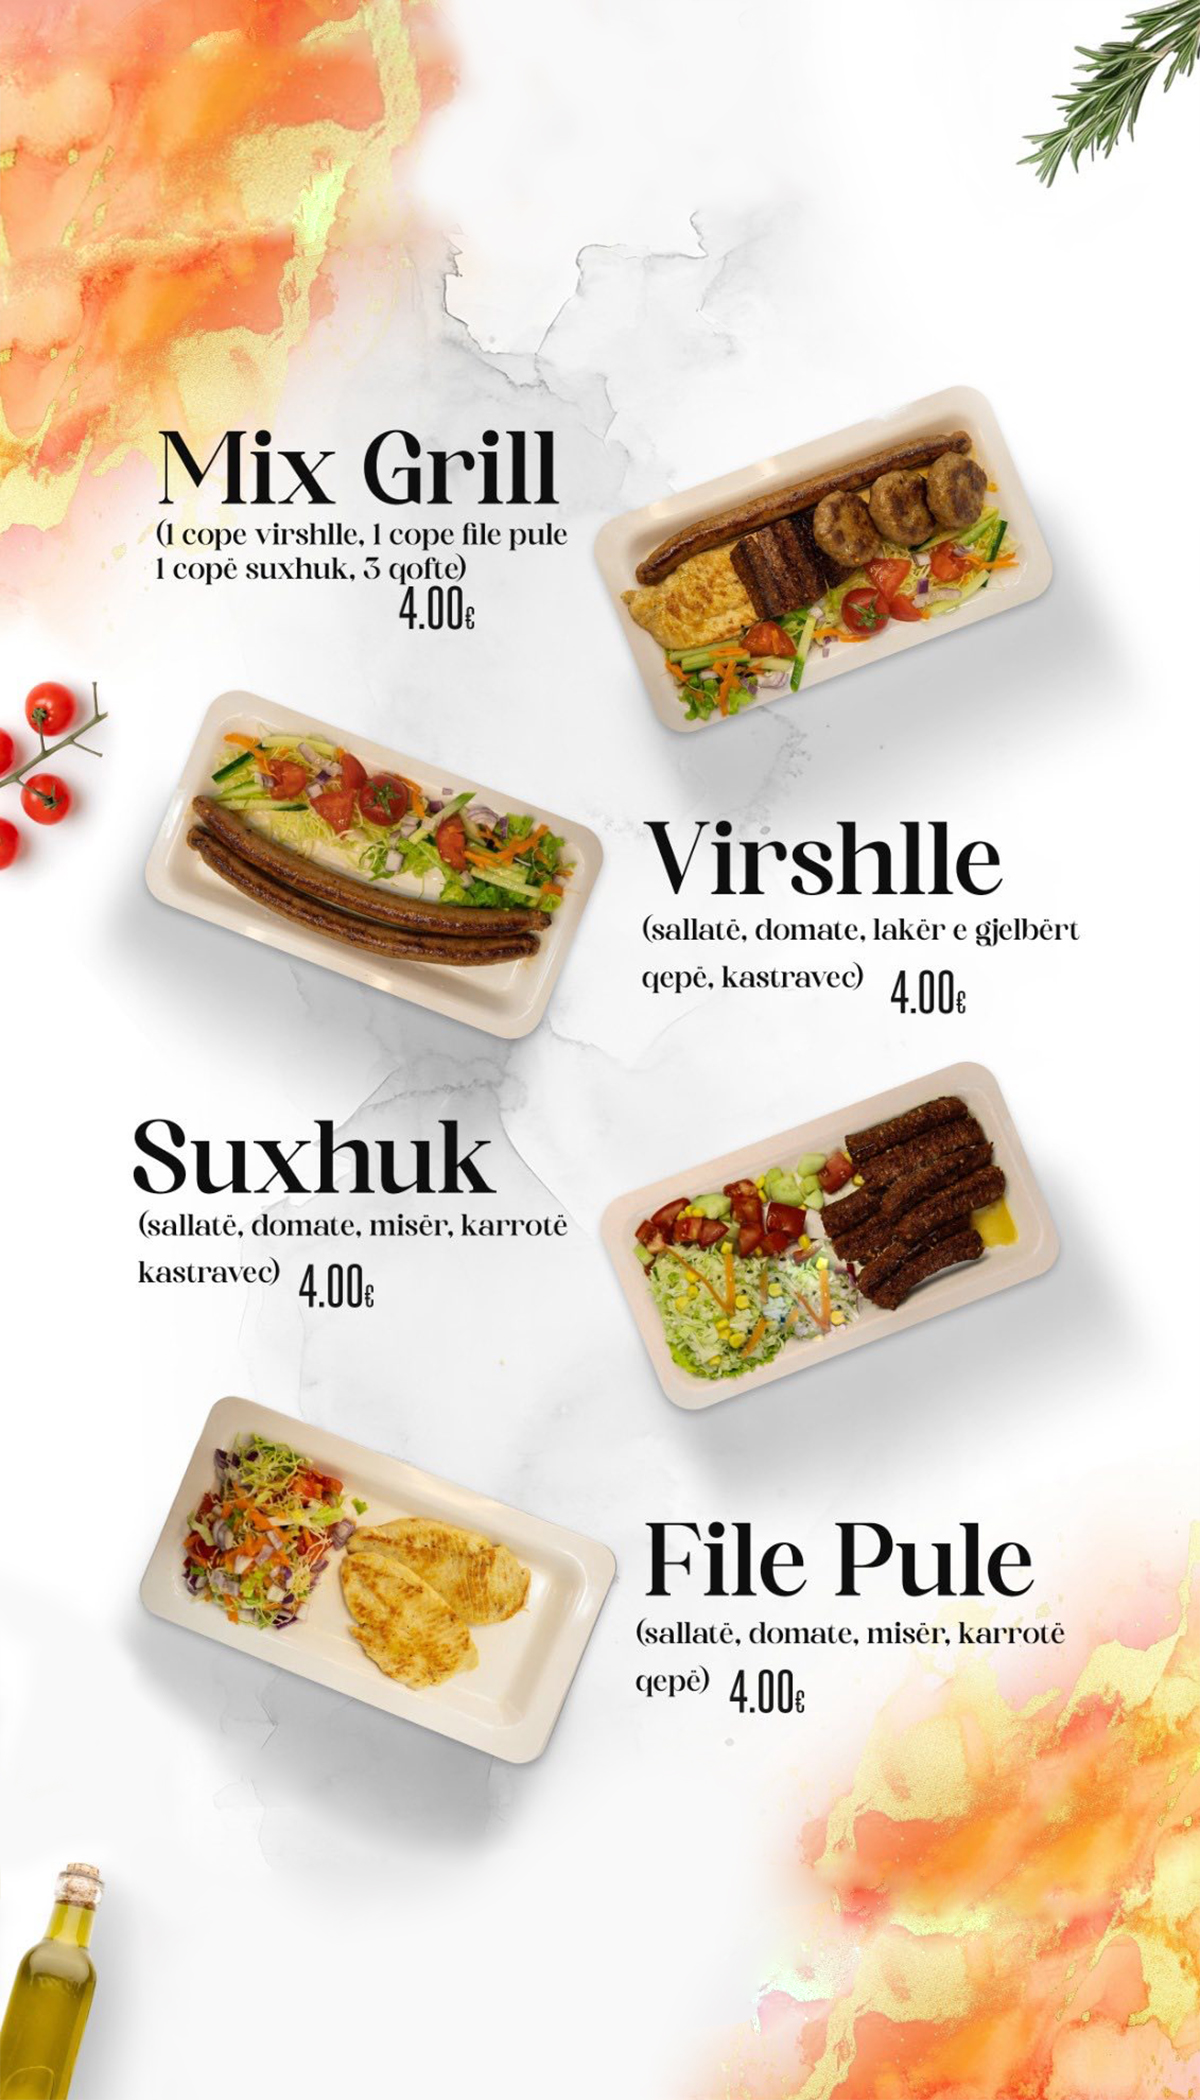 Mix Grill
(1 cope virshlle, 1 cope file pule
1 copë suxhuk, 3 qofte)
4.00€
Virshlle
(sallatë, domate, lakër e gjelbërt
qepë, kastravec) 4.00€
Suxhuk
(sallatë, domate, misër, karrotë
kastravec) 4.00€
File Pule
(sallatë, domate, misër, karrotë
qepë) 4.00€